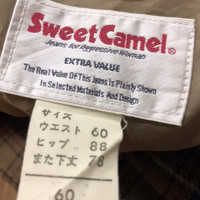 SweetCamel®
Jeans for Aggressive Woman
EXTRA VALUE
The Real Value Of This Jeans Is Plainly Shown
In Selected Materials And Design
サイズ
ウエスト 60
ヒップ 88
また下丈 78
60